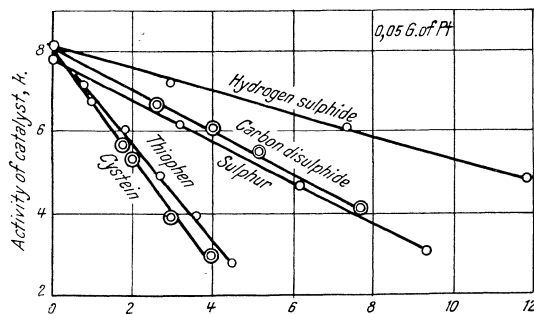 0,05 G. of Pt
Activity of catalyst, k.
8
6
4
2
Hydrogen sulphide
Carbon disulphide
Sulphur
Thiophen
Cystein
0 2 4 6 8 10 12